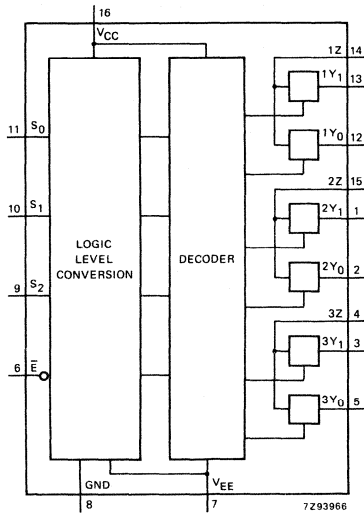 16
VCC
1Z 14
1Y1 13
11 S0
1Y0 12
2Z 15
10 S1
2Y1 1
LOGIC
LEVEL
CONVERSION
DECODER
2Y0 2
9 S2
3Z 4
3Y1 3
6 E̅
3Y0 5
GND
VEE
8
7
7Z93966